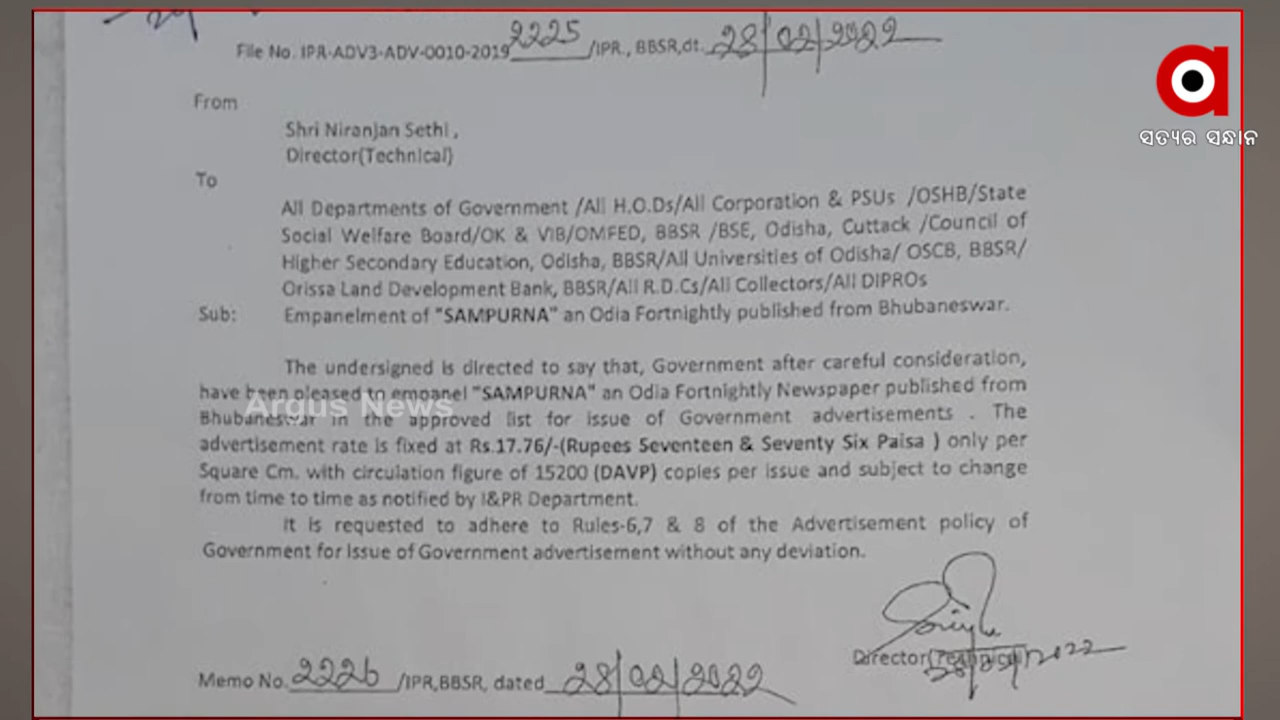 File No. IPR-ADV3-ADV-0010-2019 2225 /IPR., BBSR,dt. 28/02/2022
ସତ୍ୟର ସନ୍ଧାନ
From
Shri Niranjan Sethi ,
Director(Technical)
To
All Departments of Government /All H.O.Ds/All Corporation & PSUs /OSHB/State
Social Welfare Board/OK & VIB/OMFED, BBSR /BSE, Odisha, Cuttack /Council of
Higher Secondary Education, Odisha, BBSR/All Universities of Odisha/ OSCB, BBSR/
Orissa Land Development Bank, BBSR/All R.D.Cs/All Collectors/All DIPROs
Sub: Empanelment of "SAMPURNA" an Odia Fortnightly published from Bhubaneswar.
The undersigned is directed to say that, Government after careful consideration,
have been pleased to empanel "SAMPURNA" an Odia Fortnightly Newspaper published from
Argus News
Bhubaneswar in the approved list for issue of Government advertisements . The
advertisement rate is fixed at Rs.17.76/-(Rupees Seventeen & Seventy Six Paisa ) only per
Square Cm. with circulation figure of 15200 (DAVP) copies per issue and subject to change
from time to time as notified by I&PR Department.
It is requested to adhere to Rules-6,7 & 8 of the Advertisement policy of
Government for Issue of Government advertisement without any deviation.
Director(Technical)
Memo No. 2226 /IPR,BBSR, dated 28/02/2022